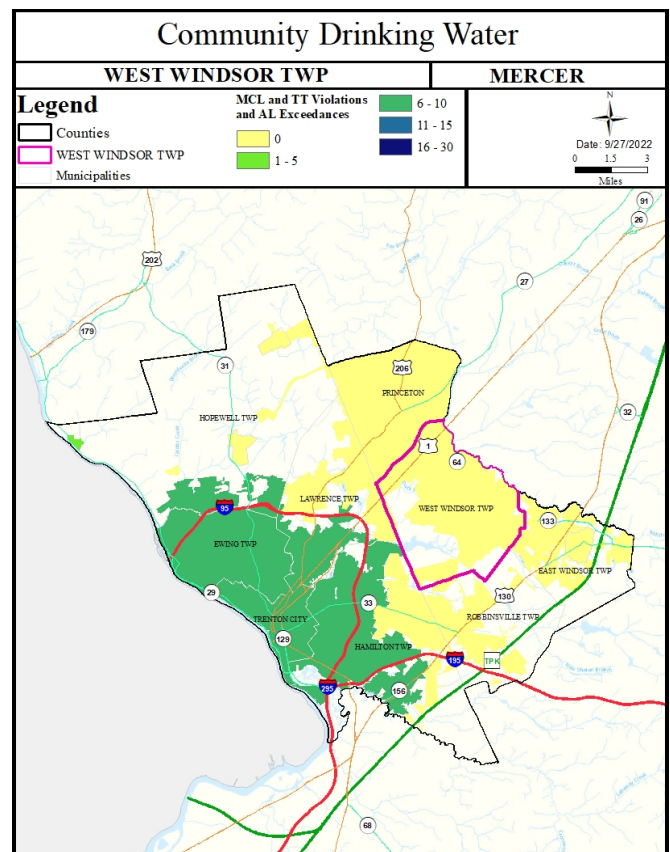 Community Drinking Water
WEST WINDSOR TWP
MERCER
Legend
Counties
WEST WINDSOR TWP
Municipalities
MCL and TT Violations
and AL Exceedances
0
1 - 5
6 - 10
11 - 15
16 - 30
N
Date: 9/27/2022
0 1.5 3
Miles
91
26
202
27
179
31
206
PRINCETON
32
HOPEWELL TWP
1
64
95
LAWRENCE TWP
WEST WINDSOR TWP
133
EWING TWP
EAST WINDSOR TWP
29
33
130
TRENTON CITY
ROBBINSVILLE TWP
129
HAMILTON TWP
195
TPK
295
156
68